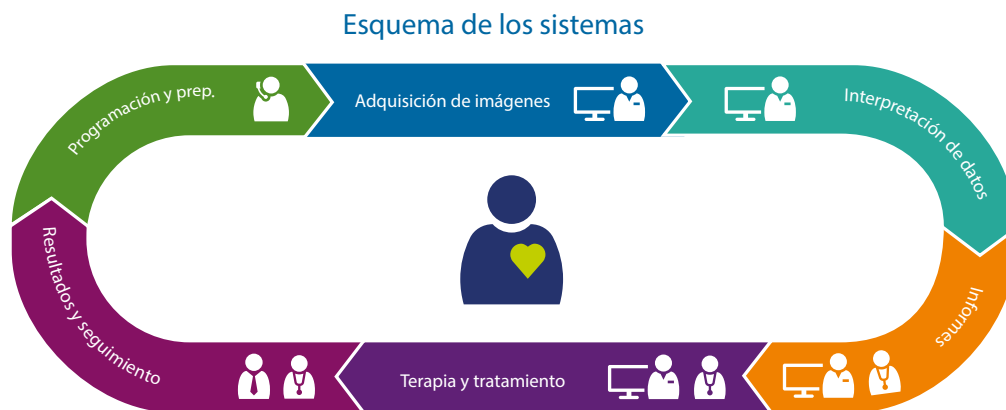 Esquema de los sistemas
Programación y prep.
Adquisición de imágenes
Interpretación de datos
Informes
Terapia y tratamiento
Resultados y seguimiento